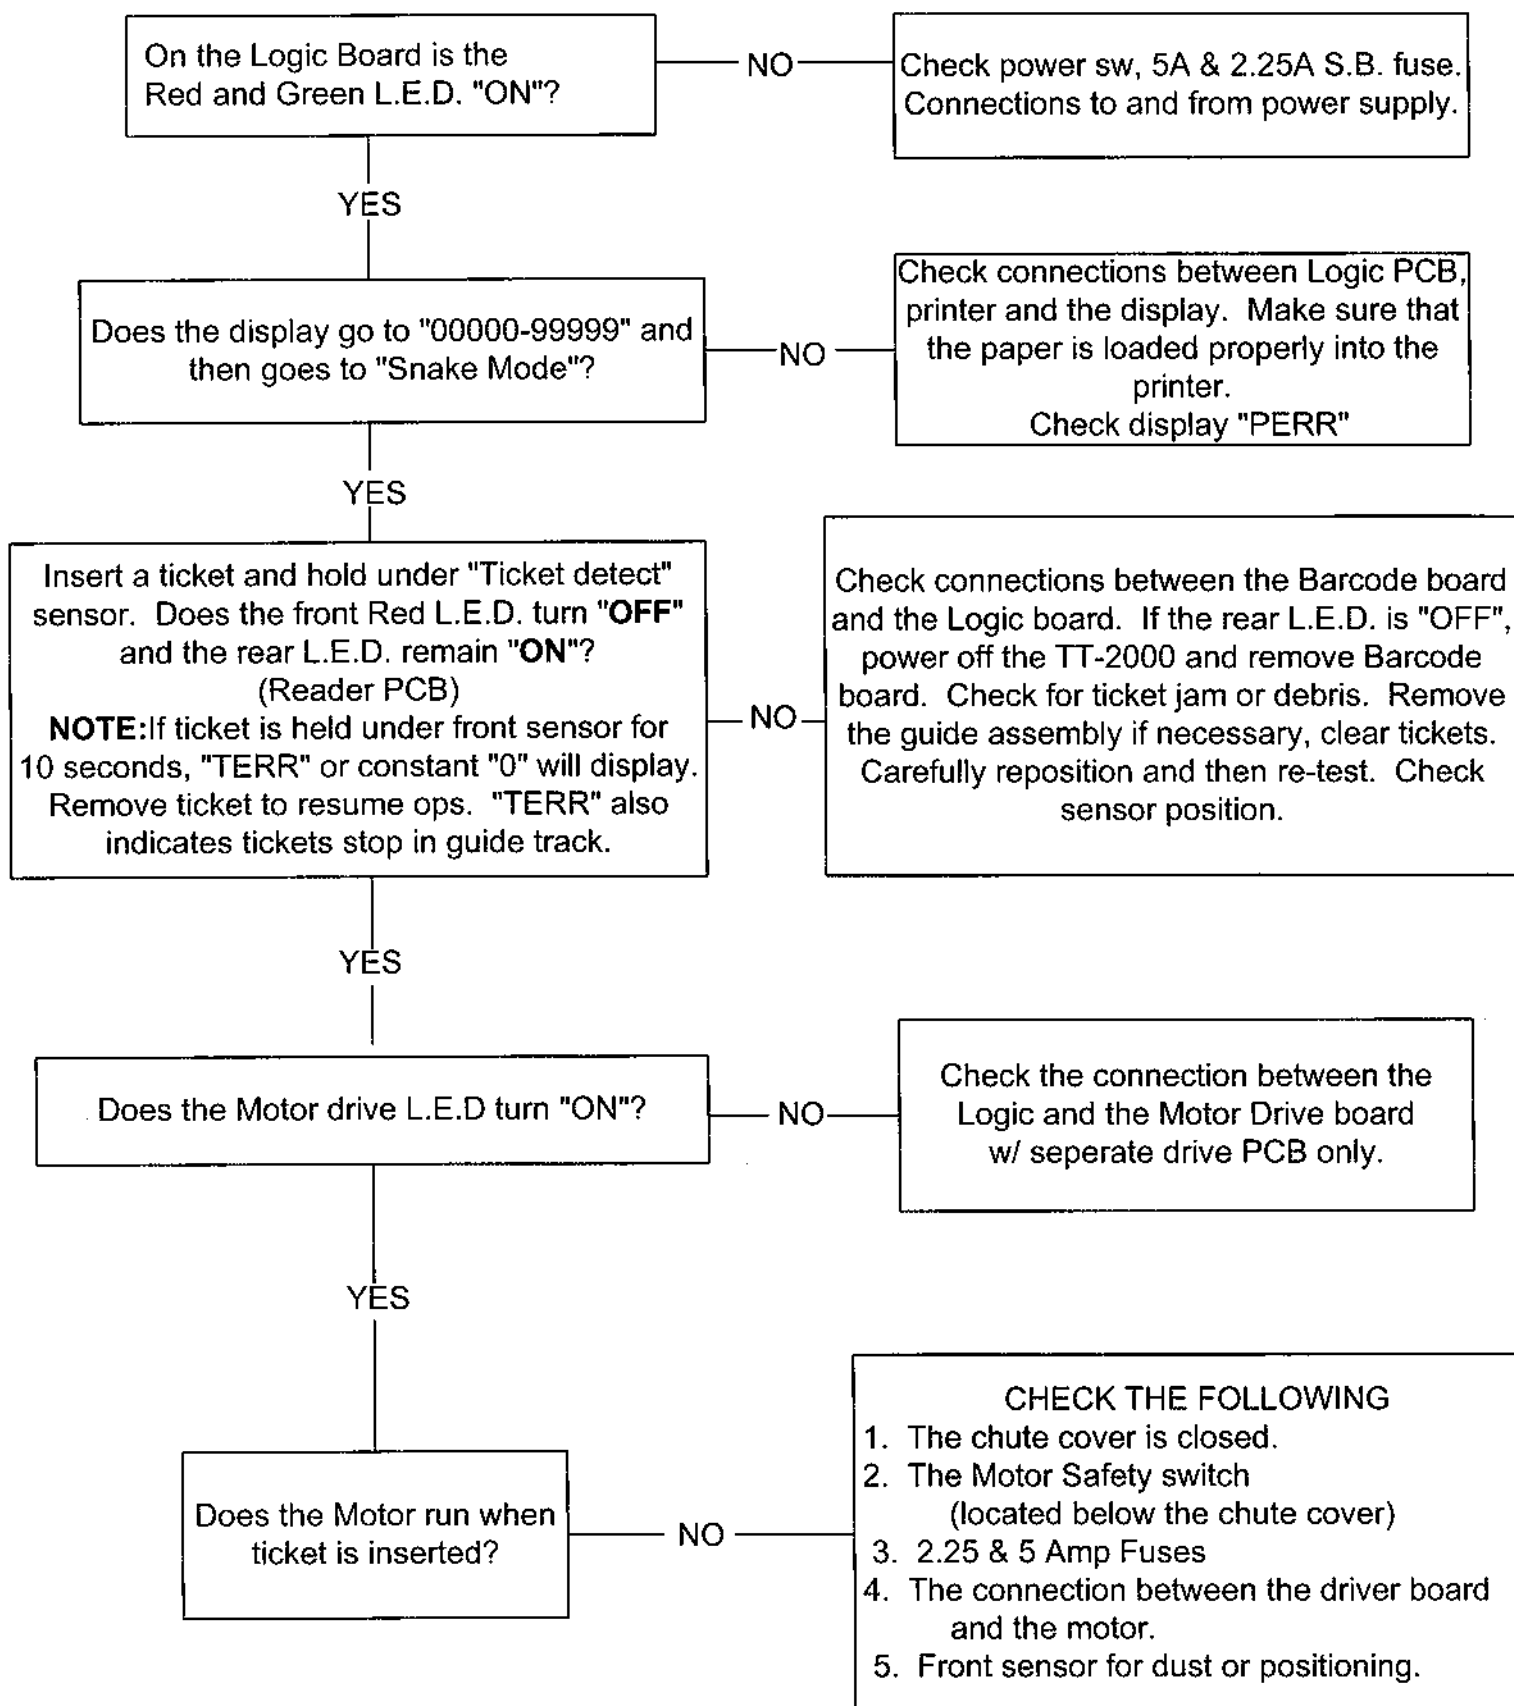 On the Logic Board is the
Red and Green L.E.D. "ON"?
NO
Check power sw, 5A & 2.25A S.B. fuse.
Connections to and from power supply.
YES
Does the display go to "00000-99999" and
then goes to "Snake Mode"?
NO
Check connections between Logic PCB,
printer and the display. Make sure that
the paper is loaded properly into the
printer.
Check display "PERR"
YES
Insert a ticket and hold under "Ticket detect"
sensor. Does the front Red L.E.D. turn "OFF"
and the rear L.E.D. remain "ON"?
(Reader PCB)
NOTE:If ticket is held under front sensor for
10 seconds, "TERR" or constant "0" will display.
Remove ticket to resume ops. "TERR" also
indicates tickets stop in guide track.
NO
Check connections between the Barcode board
and the Logic board. If the rear L.E.D. is "OFF",
power off the TT-2000 and remove Barcode
board. Check for ticket jam or debris. Remove
the guide assembly if necessary, clear tickets.
Carefully reposition and then re-test. Check
sensor position.
YES
Does the Motor drive L.E.D turn "ON"?
NO
Check the connection between the
Logic and the Motor Drive board
w/ seperate drive PCB only.
YES
Does the Motor run when
ticket is inserted?
NO
CHECK THE FOLLOWING
1. The chute cover is closed.
2. The Motor Safety switch
(located below the chute cover)
3. 2.25 & 5 Amp Fuses
4. The connection between the driver board
and the motor.
5. Front sensor for dust or positioning.